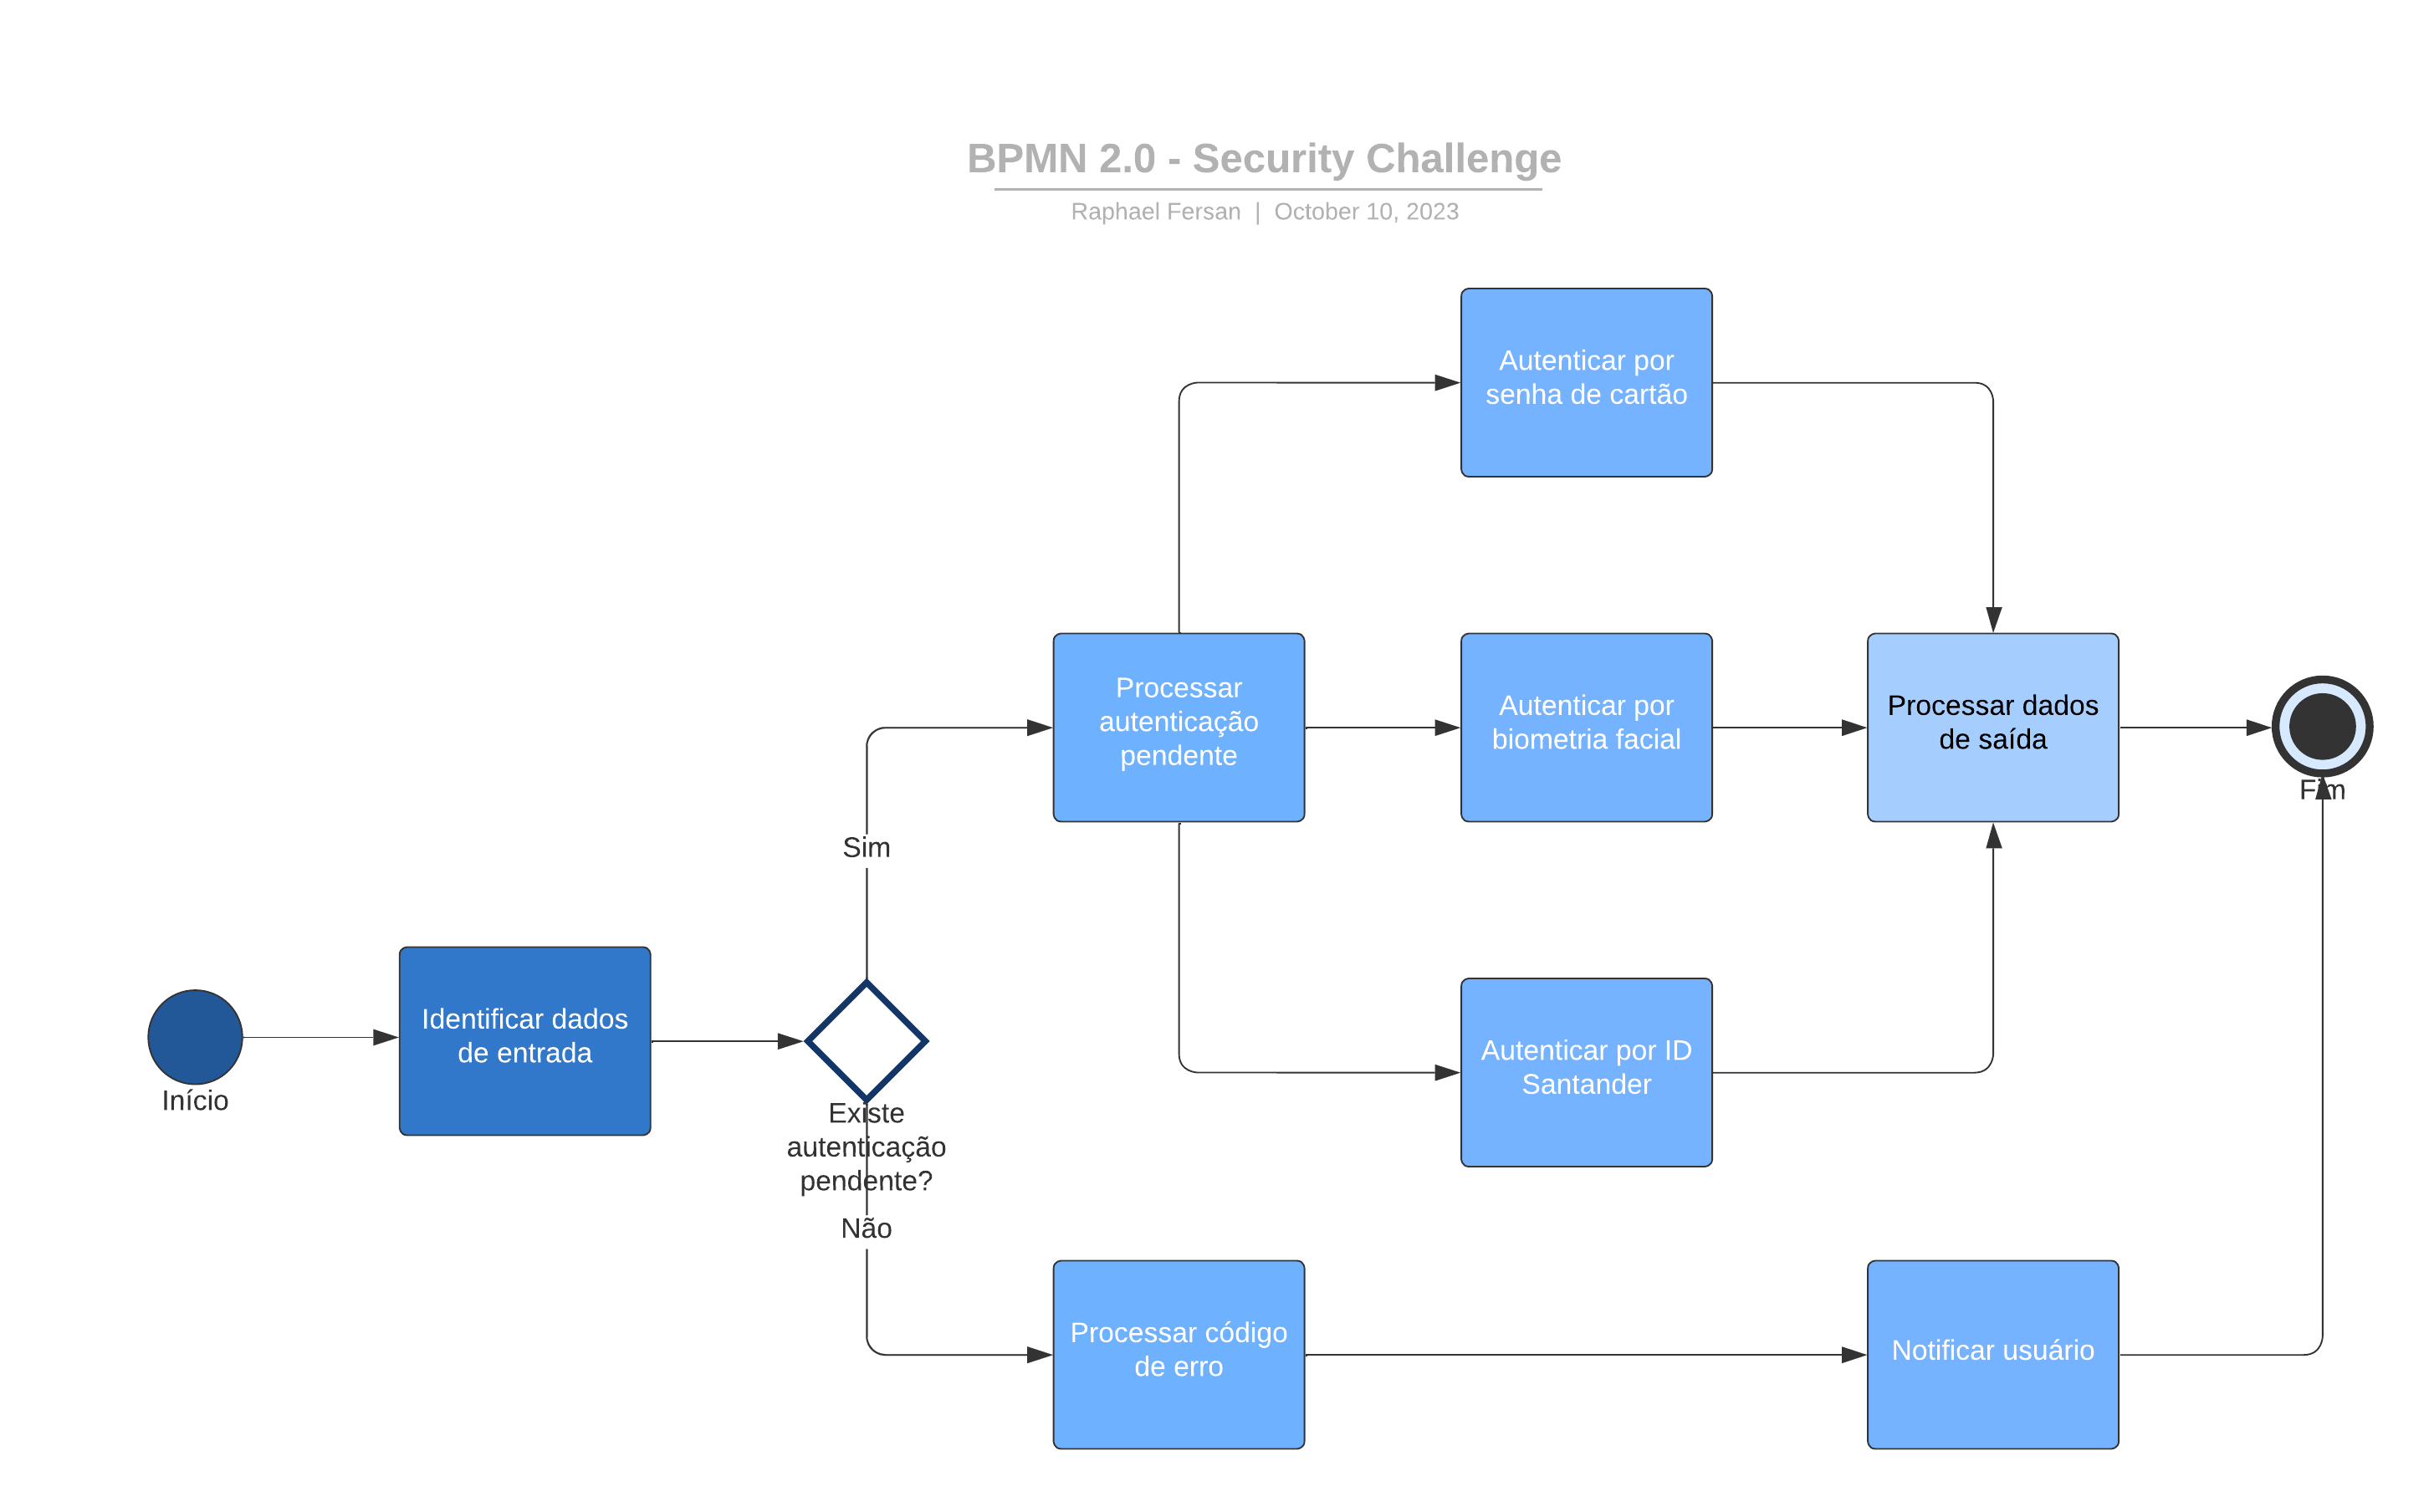 BPMN 2.0 - Security Challenge
Raphael Fersan | October 10, 2023
Autenticar por
senha de cartão
Processar
autenticação
pendente
Autenticar por
biometria facial
Processar dados
de saída
Fim
Sim
Identificar dados
de entrada
Início
Existe
autenticação
pendente?
Autenticar por ID
Santander
Não
Processar código
de erro
Notificar usuário